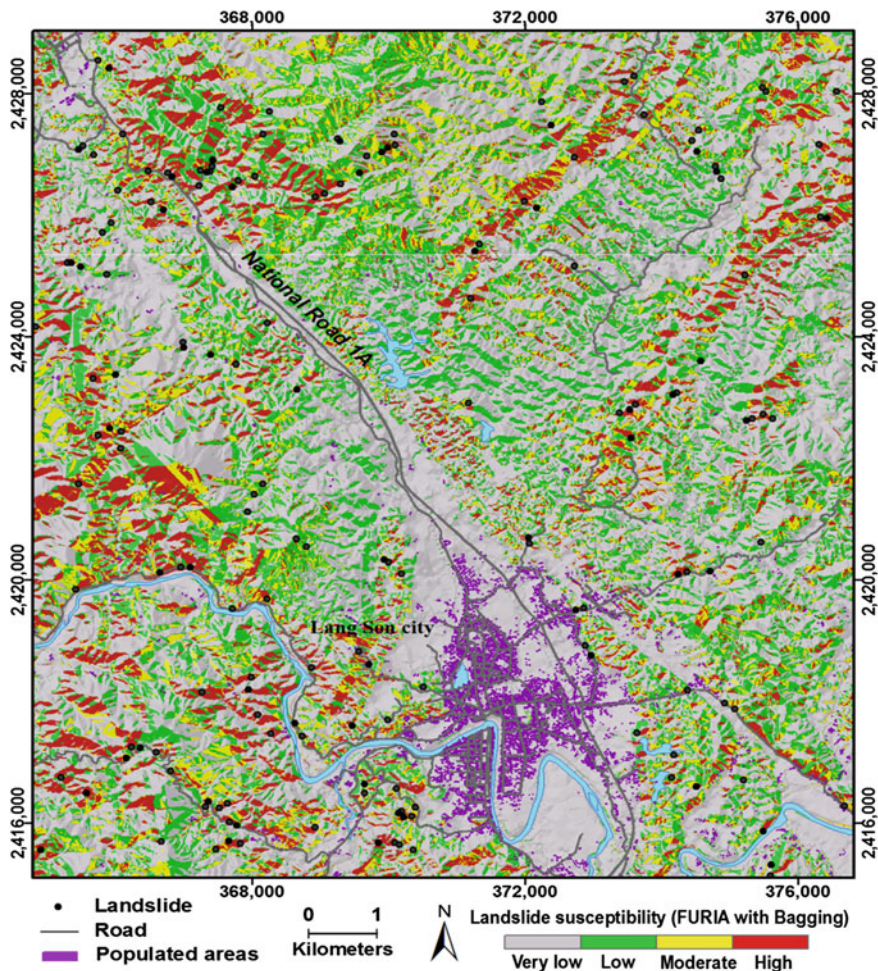 368,000 372,000 376,000
2,428,000 2,428,000
National Road 1A
2,424,000 2,424,000
2,420,000 2,420,000
Lang Son city
2,416,000 2,416,000
368,000 372,000 376,000
Landslide
Road
Populated areas
0 1
Kilometers
N
Landslide susceptibility (FURIA with Bagging)
Very low Low Moderate High